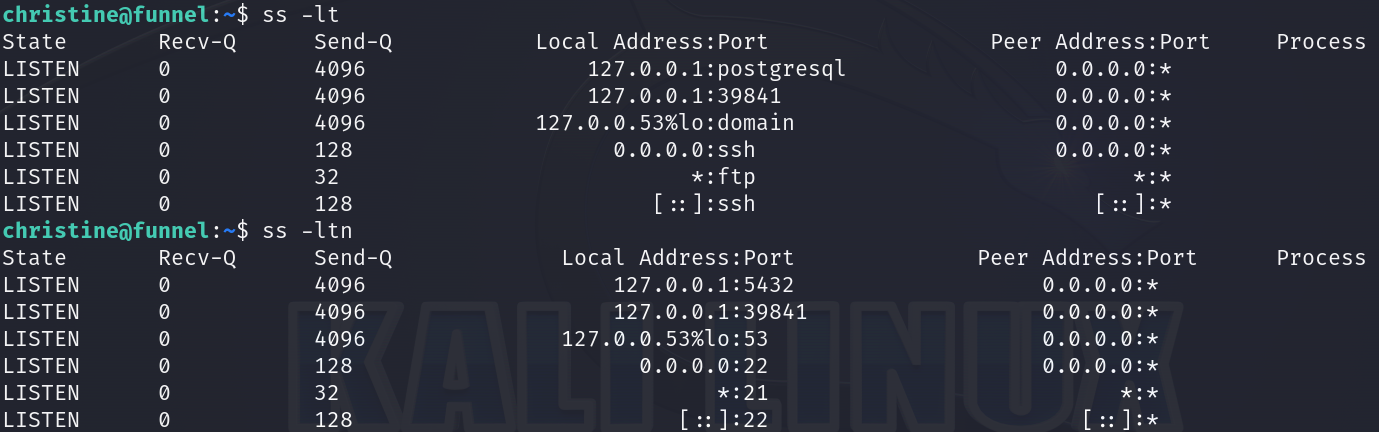 christine@funnel:~$ ss -lt
State Recv-Q Send-Q Local Address:Port Peer Address:Port Process
LISTEN 0 4096 127.0.0.1:postgresql 0.0.0.0:*
LISTEN 0 4096 127.0.0.1:39841 0.0.0.0:*
LISTEN 0 4096 127.0.0.53%lo:domain 0.0.0.0:*
LISTEN 0 128 0.0.0.0:ssh 0.0.0.0:*
LISTEN 0 32 *:ftp *:*
LISTEN 0 128 [::]:ssh [::]:*
christine@funnel:~$ ss -ltn
State Recv-Q Send-Q Local Address:Port Peer Address:Port Process
LISTEN 0 4096 127.0.0.1:5432 0.0.0.0:*
LISTEN 0 4096 127.0.0.1:39841 0.0.0.0:*
LISTEN 0 4096 127.0.0.53%lo:53 0.0.0.0:*
LISTEN 0 128 0.0.0.0:22 0.0.0.0:*
LISTEN 0 32 *:21 *:*
LISTEN 0 128 [::]:22 [::]:*
KALI LINUX